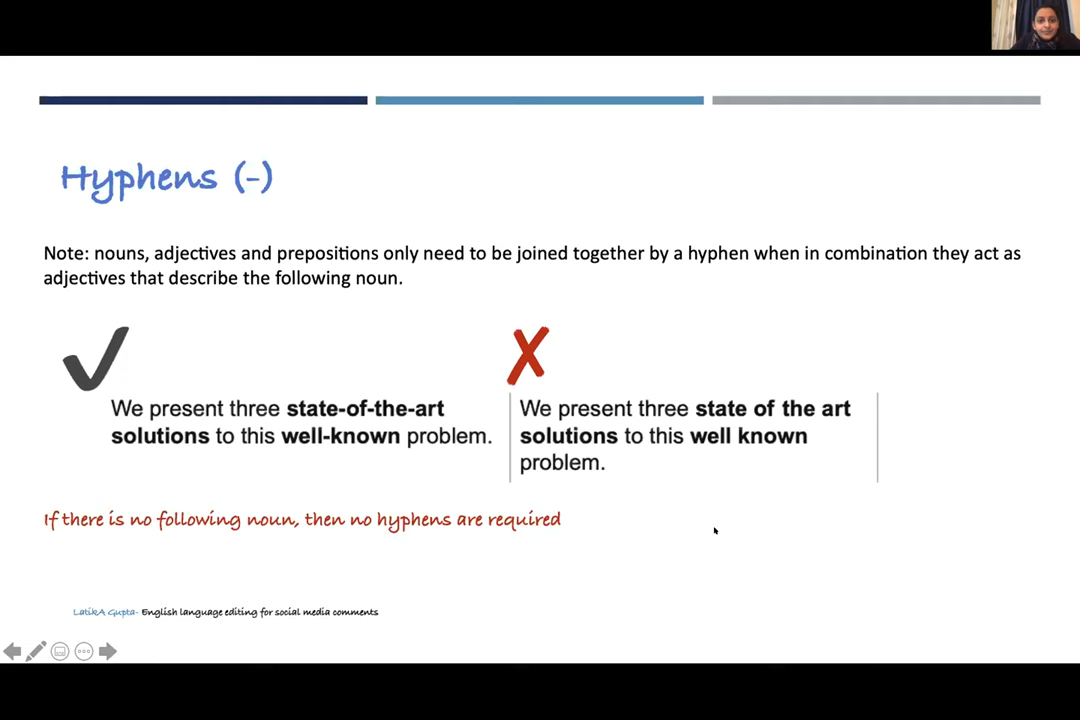 Hyphens (-)
Note: nouns, adjectives and prepositions only need to be joined together by a hyphen when in combination they act as
adjectives that describe the following noun.
We present three state-of-the-art
solutions to this well-known problem.
We present three state of the art
solutions to this well known
problem.
If there is no following noun, then no hyphens are required
LatikA Gupta- English language editing for social media comments